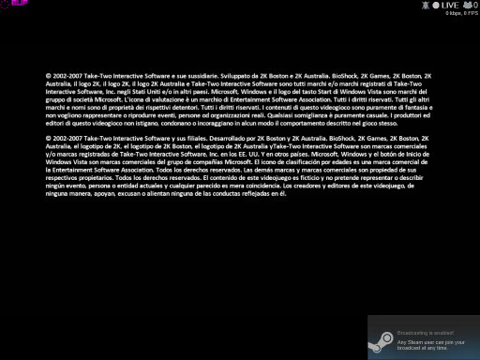 LIVE 0
0 kbps, 0 FPS
© 2002-2007 Take-Two Interactive Software e sue sussidiarie. Sviluppato da 2K Boston e 2K Australia. BioShock, 2K Games, 2K Boston, 2K
Australia, il logo 2K, il logo 2K, il logo 2K Australia e Take-Two Interactive Software sono tutti marchi e/o marchi registrati di Take-Two
Interactive Software, Inc. negli Stati Uniti e/o in altri paesi. Microsoft, Windows e il logo del tasto Start di Windows Vista sono marchi del
gruppo di società Microsoft. L'icona di valutazione è un marchio di Entertainment Software Association. Tutti i diritti riservati. Tutti gli altri
marchi e nomi sono di proprietà dei rispettivi detentori. Tutti i diritti riservati. I contenuti di questo videogioco sono puramente di fantasia e
non vogliono rappresentare o riprodurre eventi, persone od organizzazioni reali. Qualsiasi somiglianza è puramente casuale. I produttori ed
editori di questo videogioco non istigano, condonano o incoraggiano in alcun modo il comportamento descritto nel gioco stesso.
© 2002-2007 Take-Two Interactive Software y sus filiales. Desarrollado por 2K Boston y 2K Australia. BioShock, 2K Games, 2K Boston, 2K
Australia, el logotipo de 2K, el logotipo de 2K Boston, el logotipo de 2K Australia yTake-Two Interactive Software son marcas comerciales
y/o marcas registradas de Take-Two Interactive Software, Inc. en los EE. UU. Y en otros países. Microsoft, Windows y el botón de Inicio de
Windows Vista son marcas comerciales del grupo de compañías Microsoft. El icono de clasificación por edades es una marca comercial de
la Entertainment Software Association. Todos los derechos reservados. Las demás marcas y marcas comerciales son propiedad de sus
respectivos propietarios. Todos los derechos reservados. El contenido de este videojuego es ficticio y no pretende representar o describir
ningún evento, persona o entidad actuales y cualquier parecido es mera coincidencia. Los creadores y editores de este videojuego, de
ninguna manera, apoyan, excusan o alientan ninguna de las conductas reflejadas en él.
Broadcasting is enabled
Any Steam user can join your
broadcast at any time.